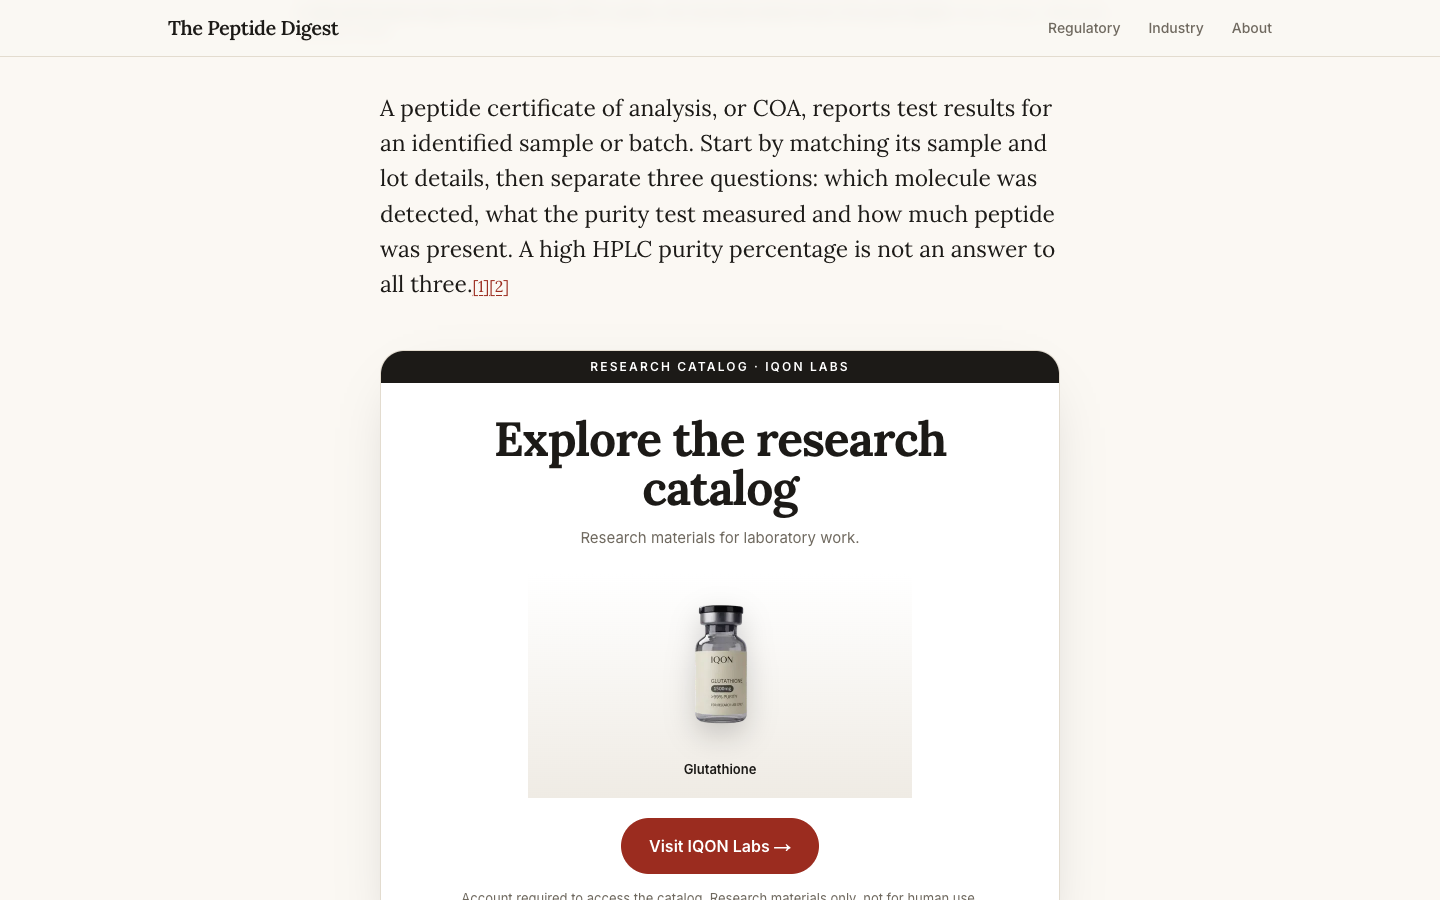 The Peptide Digest
Regulatory Industry About
A peptide certificate of analysis, or COA, reports test results for
an identified sample or batch. Start by matching its sample and
lot details, then separate three questions: which molecule was
detected, what the purity test measured and how much peptide
was present. A high HPLC purity percentage is not an answer to
all three.[1][2]
RESEARCH CATALOG · IQON LABS
Explore the research
catalog
Research materials for laboratory work.
IQON
GLUTATHIONE
Glutathione
Visit IQON Labs →
Account required to access the catalog. Research materials only, not for human use.